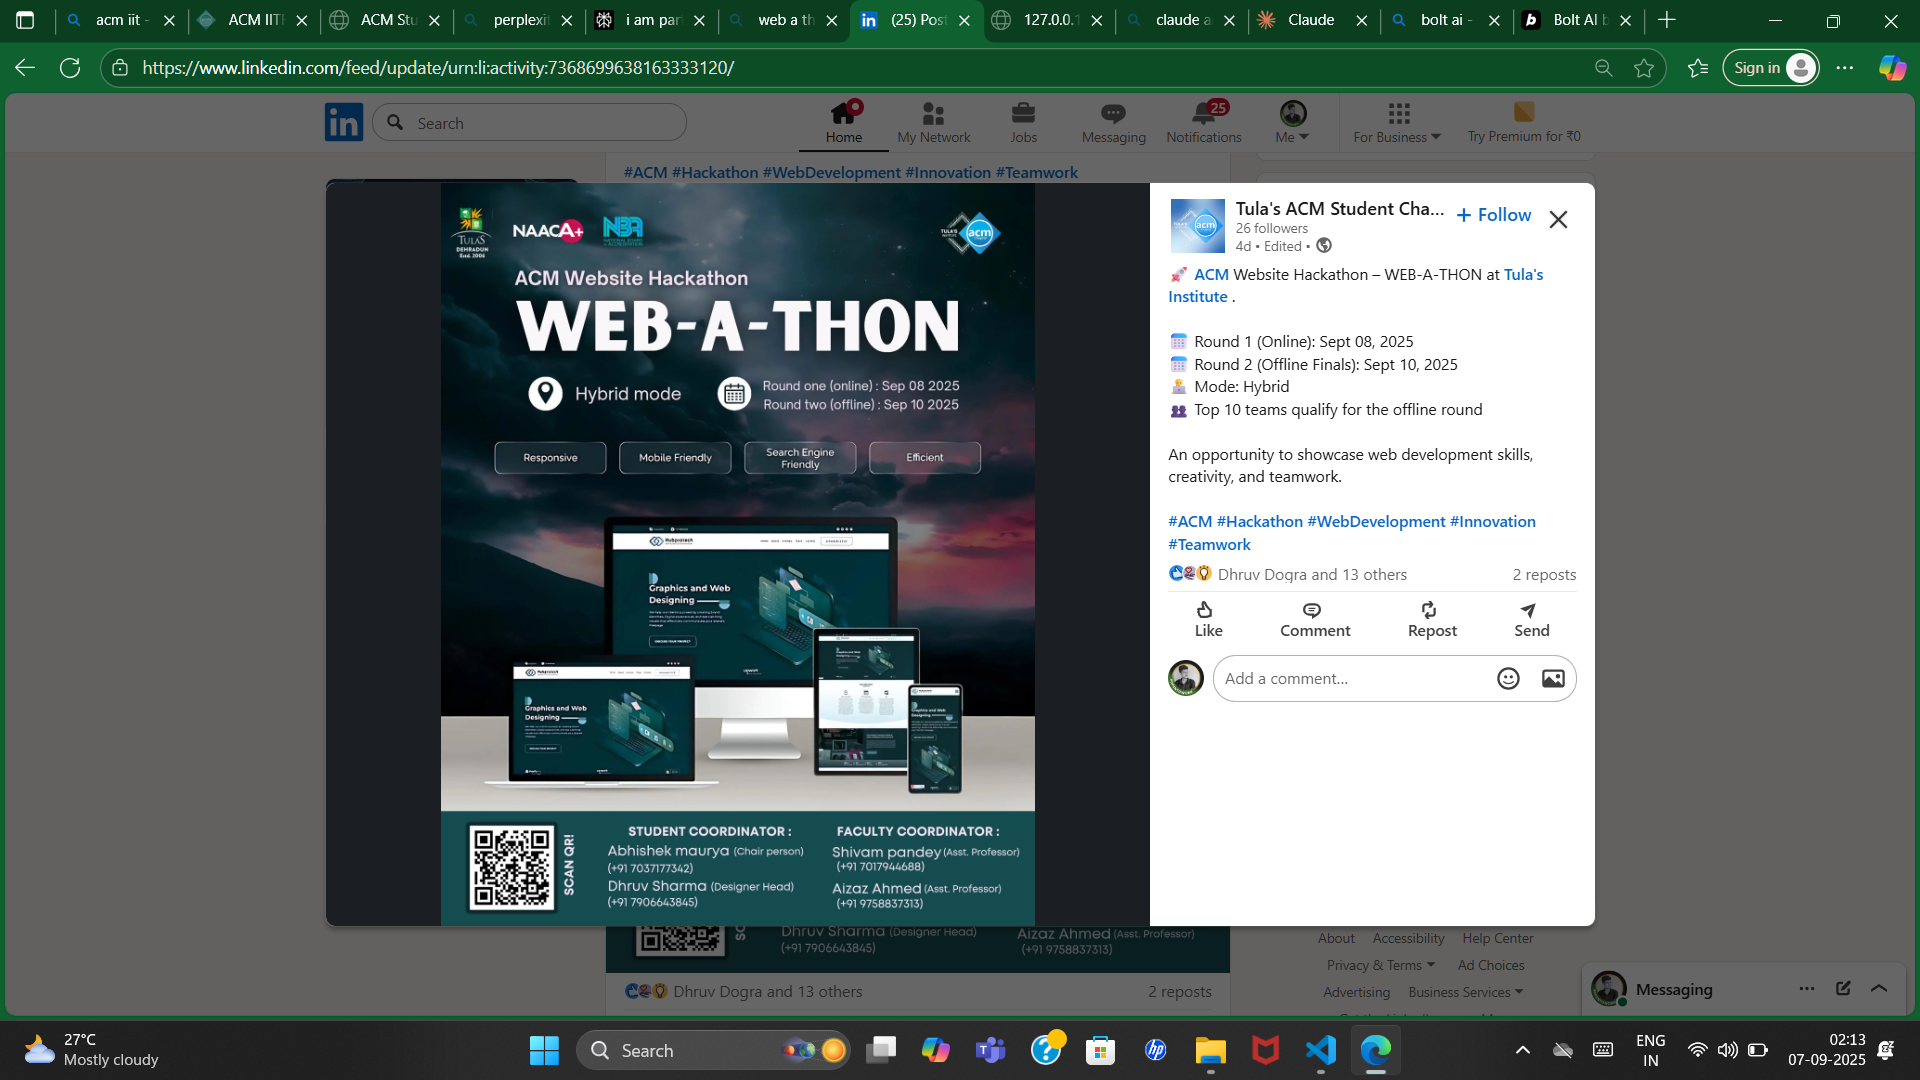 acm iit -
ACM IIT
ACM Stu
perplexit
i am par
web a th
(25) Post
127.0.0.1
claude a
Claude
bolt ai -
Bolt AI b
https://www.linkedin.com/feed/update/urn:li:activity:7368699638163333120/
Sign in
in
Search
Home
My Network
Jobs
Messaging
25
Notifications
Me
For Business
Try Premium for ₹0
#ACM #Hackathon #WebDevelopment #Innovation #Teamwork
TULA'S
DEHRADUN
Estd. 2006
NAAC A+
NBA
NATIONAL BOARD
OF ACCREDITATION
TULA'S
INSTITUTE
acm
ACM Website Hackathon
WEB-A-THON
Hybrid mode
Round one (online) : Sep 08 2025
Round two (offline) : Sep 10 2025
Responsive
Mobile Friendly
Search Engine
Friendly
Efficient
Graphics and Web
Designing
Graphics and Web
Designing
SCAN QR!
STUDENT COORDINATOR :
Abhishek maurya (Chair person)
(+91 7037177342)
Dhruv Sharma (Designer Head)
(+91 7906643845)
FACULTY COORDINATOR :
Shivam pandey (Asst. Professor)
(+91 7017944688)
Aizaz Ahmed (Asst. Professor)
(+91 9758837313)
Tula's ACM Student Cha...
+ Follow
26 followers
4d • Edited •
🚀 ACM Website Hackathon – WEB-A-THON at Tula's
Institute .
Round 1 (Online): Sept 08, 2025
Round 2 (Offline Finals): Sept 10, 2025
Mode: Hybrid
Top 10 teams qualify for the offline round
An opportunity to showcase web development skills,
creativity, and teamwork.
#ACM #Hackathon #WebDevelopment #Innovation
#Teamwork
Dhruv Dogra and 13 others
2 reposts
Like
Comment
Repost
Send
Add a comment...
Dhruv Sharma (Designer Head)
(+91 7906643845)
Aizaz Ahmed (Asst. Professor)
(+91 9758837313)
Dhruv Dogra and 13 others
2 reposts
About
Accessibility
Help Center
Privacy & Terms
Ad Choices
Advertising
Business Services
Messaging
27°C
Mostly cloudy
Search
ENG
IN
02:13
07-09-2025